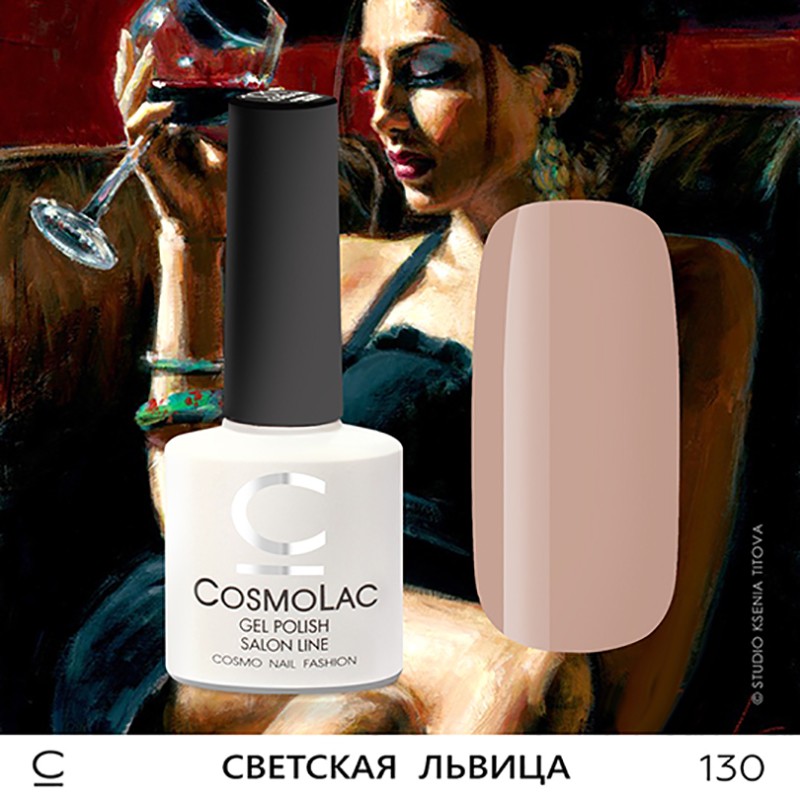 COSMOLAC
GEL POLISH
SALON LINE
COSMO NAIL FASHION
© STUDIO KSENIA TITOVA
СВЕТСКАЯ ЛЬВИЦА 130